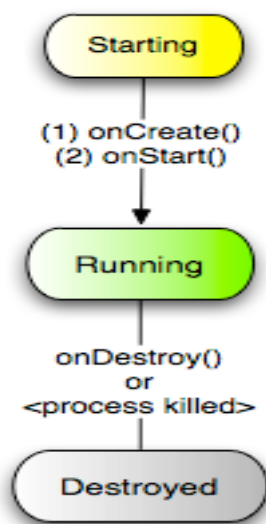 Starting
(1) onCreate()
(2) onStart()
Running
onDestroy()
or
<process killed>
Destroyed